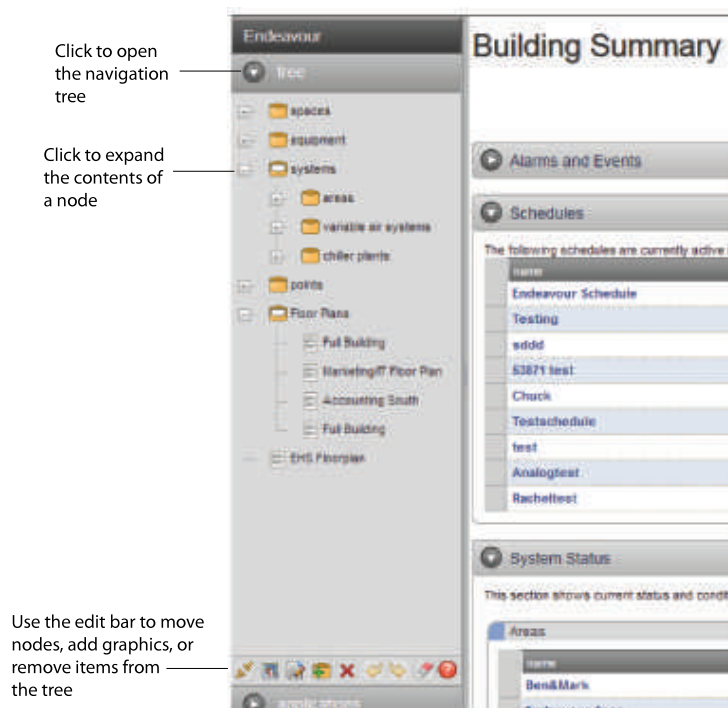 Endeavour
Building Summary
Click to open
the navigation
tree
tree
spaces
equipment
Click to expand
the contents of
a node
systems
areas
variable air systems
chiller plants
points
Floor Plans
Full Building
Marketing/IT Floor Plan
Accounting South
Full Building
EHS Floorplan
Alarms and Events
Schedules
The following schedules are currently active
name
Endeavour Schedule
Testing
sddd
53871 test
Chuck
Testschedule
test
Analogtest
Racheltest
System Status
This section shows current status and condit
Areas
name
Ben&Mark
Use the edit bar to move
nodes, add graphics, or
remove items from
the tree
applications